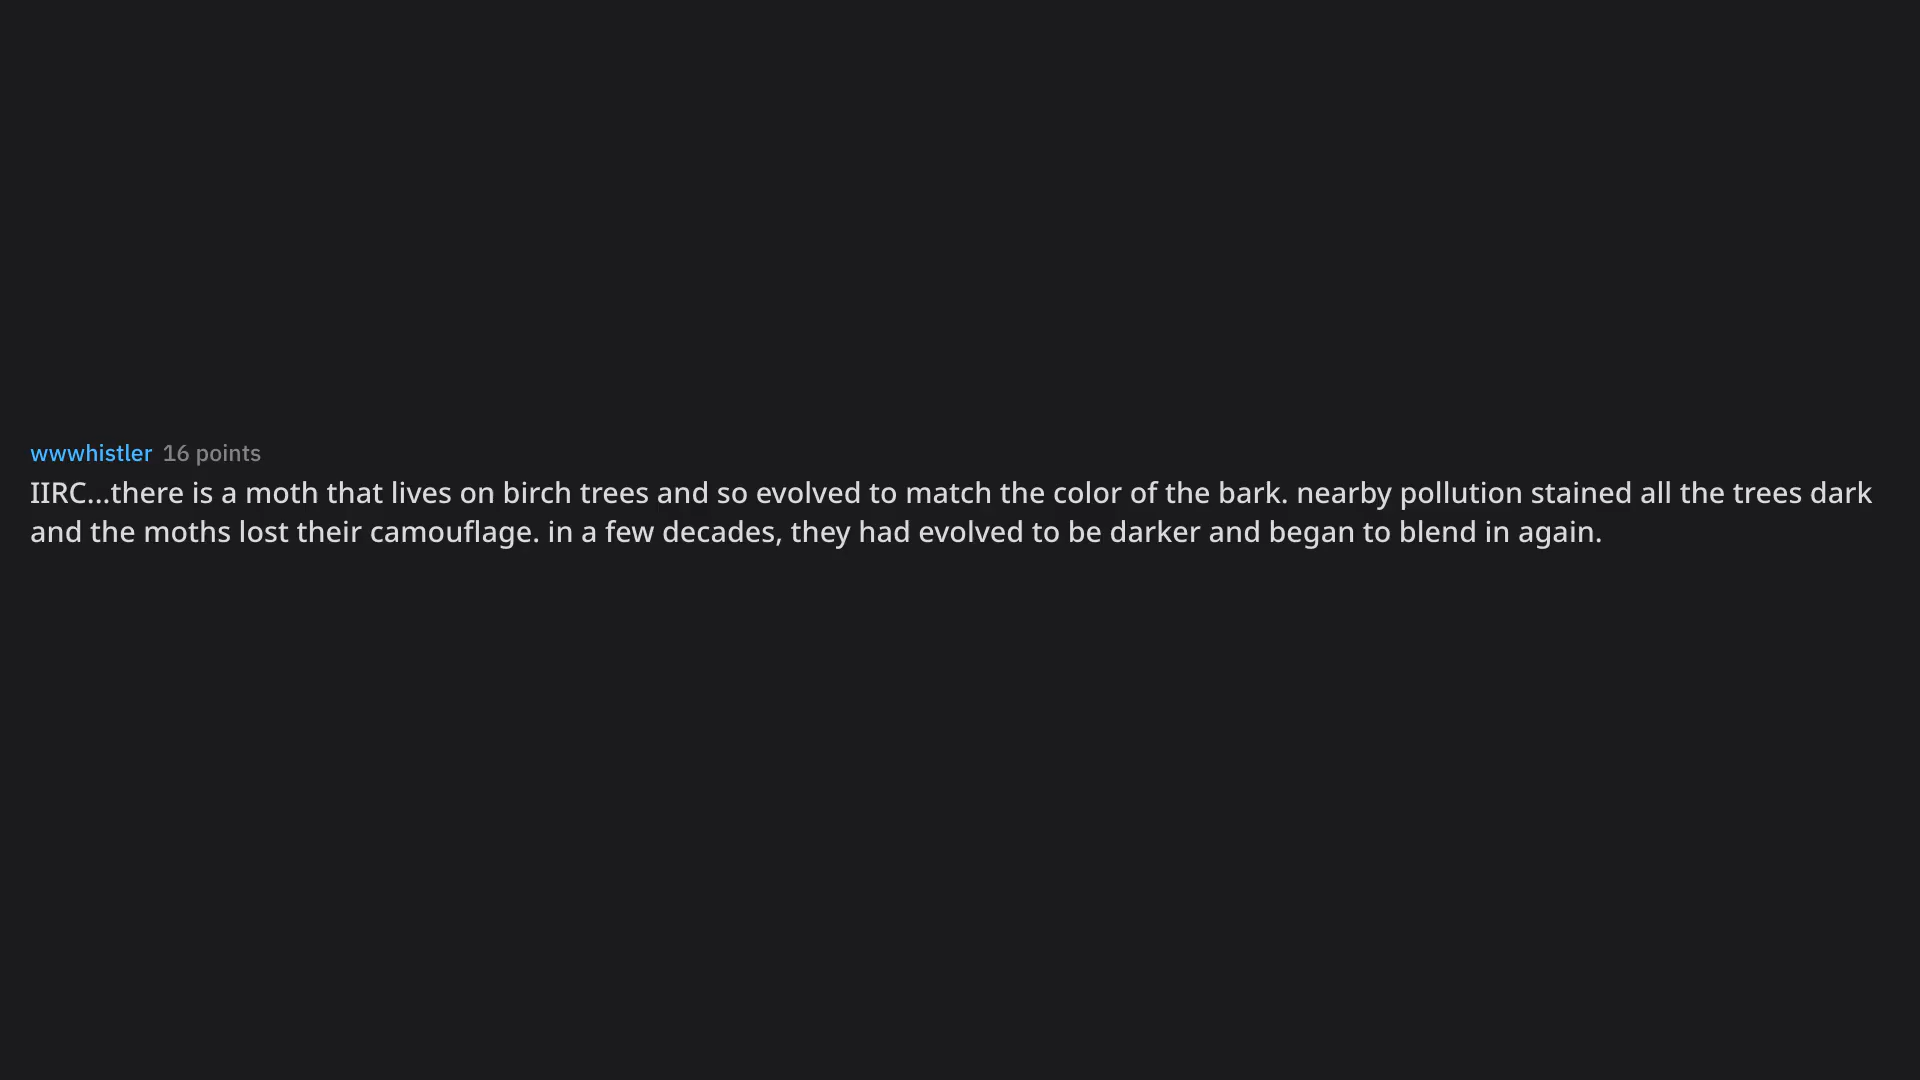 wwwhistler 16 points
IIRC...there is a moth that lives on birch trees and so evolved to match the color of the bark. nearby pollution stained all the trees dark
and the moths lost their camouflage. in a few decades, they had evolved to be darker and began to blend in again.